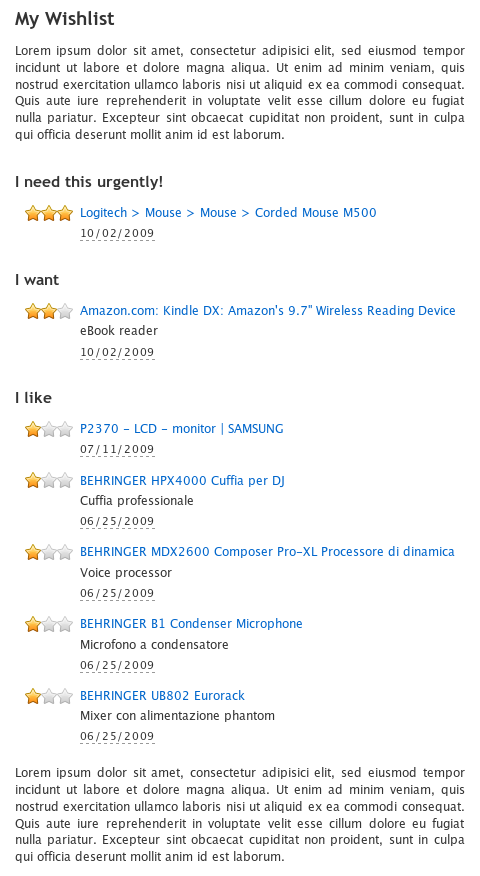 My Wishlist
Lorem ipsum dolor sit amet, consectetur adipisici elit, sed eiusmod tempor
incidunt ut labore et dolore magna aliqua. Ut enim ad minim veniam, quis
nostrud exercitation ullamco laboris nisi ut aliquid ex ea commodi consequat.
Quis aute iure reprehenderit in voluptate velit esse cillum dolore eu fugiat
nulla pariatur. Excepteur sint obcaecat cupiditat non proident, sunt in culpa
qui officia deserunt mollit anim id est laborum.
I need this urgently!
Logitech > Mouse > Mouse > Corded Mouse M500
10/02/2009
I want
Amazon.com: Kindle DX: Amazon's 9.7" Wireless Reading Device
eBook reader
10/02/2009
I like
P2370 - LCD - monitor | SAMSUNG
07/11/2009
BEHRINGER HPX4000 Cuffia per DJ
Cuffia professionale
06/25/2009
BEHRINGER MDX2600 Composer Pro-XL Processore di dinamica
Voice processor
06/25/2009
BEHRINGER B1 Condenser Microphone
Microfono a condensatore
06/25/2009
BEHRINGER UB802 Eurorack
Mixer con alimentazione phantom
06/25/2009
Lorem ipsum dolor sit amet, consectetur adipisici elit, sed eiusmod tempor
incidunt ut labore et dolore magna aliqua. Ut enim ad minim veniam, quis
nostrud exercitation ullamco laboris nisi ut aliquid ex ea commodi consequat.
Quis aute iure reprehenderit in voluptate velit esse cillum dolore eu fugiat
nulla pariatur. Excepteur sint obcaecat cupiditat non proident, sunt in culpa
qui officia deserunt mollit anim id est laborum.